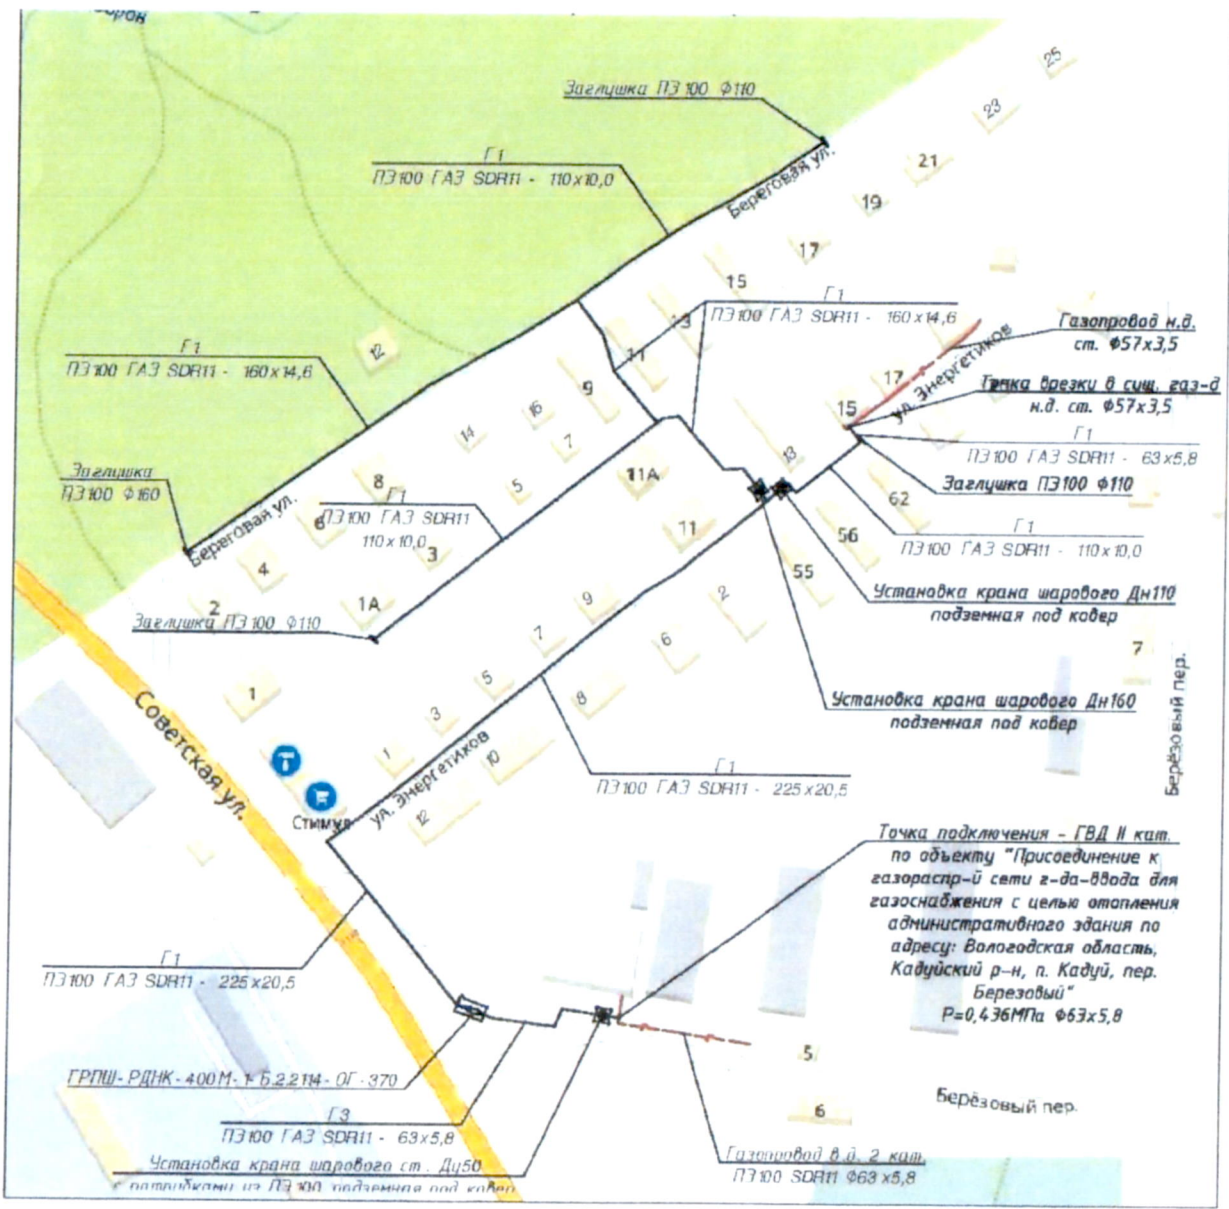 25
Заглушка ПЭ 100 Ф110
23
Г1
ПЭ100 ГАЗ SDR11 - 110х10,0
Береговая ул.
21
19
17
15
Г1
ПЭ100 ГАЗ SDR11 - 160х14,6
13
11
Газопровод н.д.
ст. Ф57х3,5
12
Г1
ПЭ100 ГАЗ SDR11 - 160х14,6
9
17
ул. Энергетиков
Точка врезки в сущ. газ-д
н.д. ст. Ф57х3,5
15
16
14
7
Г1
ПЭ100 ГАЗ SDR11 - 63х5,8
13
Заглушка
ПЭ100 Ф160
8
5
11А
62
Заглушка ПЭ100 Ф110
Береговая ул.
6
Г1
ПЭ100 ГАЗ SDR11
110х10,0
3
11
56
Г1
ПЭ100 ГАЗ SDR11 - 110х10,0
4
55
2
1А
9
2
Установка крана шарового Дн110
подземная под ковер
Заглушка ПЭ100 Ф110
7
6
7
1
5
8
Установка крана шарового Дн160
подземная под ковер
Берёзовый пер.
Советская ул.
3
1
10
ул. Энергетиков
Г1
ПЭ100 ГАЗ SDR11 - 225х20,5
Стимул
12
Точка подключения - ГВД II кат.
по объекту "Присоединение к
газораспр-й сети г-да-ввода для
газоснабжения с целью отопления
административного здания по
адресу: Вологодская область,
Кадуйский р-н, п. Кадуй, пер.
Березовый"
Р=0,436МПа Ф63х5,8
Г1
ПЭ100 ГАЗ SDR11 - 225х20,5
5
ГРПШ-РДНК-400М-1-Б.2.2114-ОГ-370
6
Берёзовый пер.
Г3
ПЭ100 ГАЗ SDR11 - 63х5,8
Установка крана шарового ст. Ду50
с патрубками из ПЭ 100 подземная под ковер
Газопровод в.д. 2 кат.
ПЭ100 SDR11 Ф63х5,8